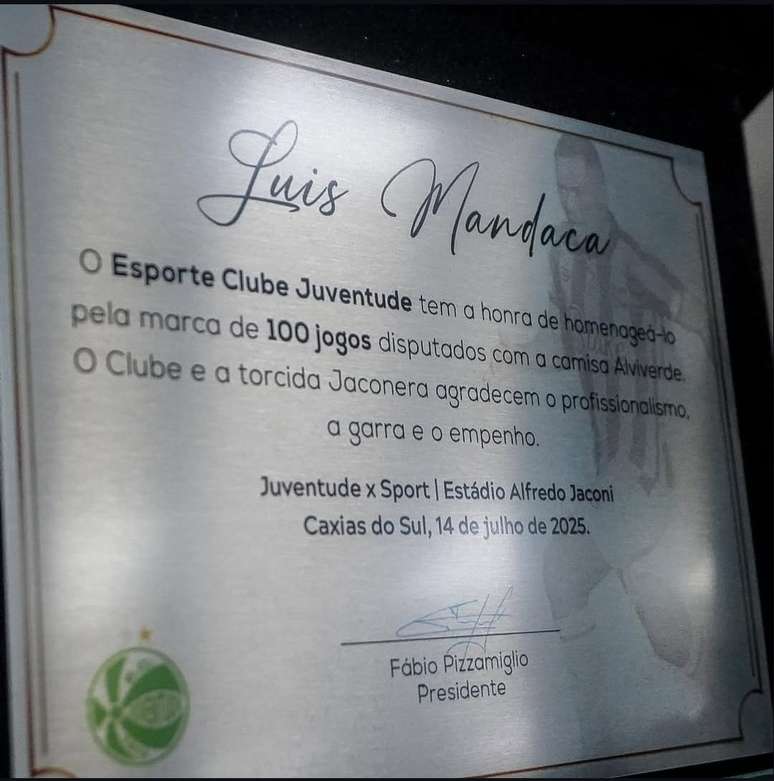 Luis Mandaca
O Esporte Clube Juventude tem a honra de homenageá-lo
pela marca de 100 jogos disputados com a camisa Alviverde.
O Clube e a torcida Jaconera agradecem o profissionalismo,
a garra e o empenho.
Juventude x Sport | Estádio Alfredo Jaconi
Caxias do Sul, 14 de julho de 2025.
Fábio Pizzamiglio
Presidente